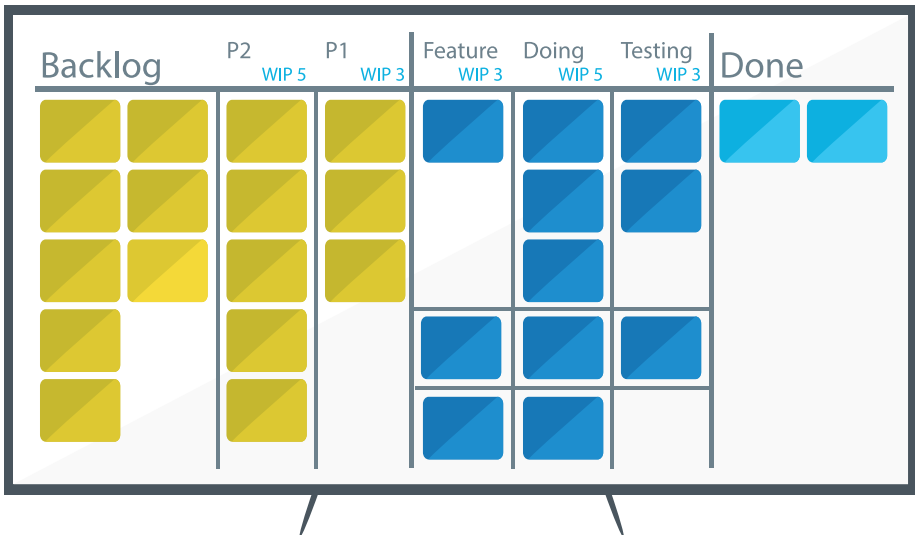 Backlog
P2
WIP 5
P1
WIP 3
Feature
WIP 3
Doing
WIP 5
Testing
WIP 3
Done